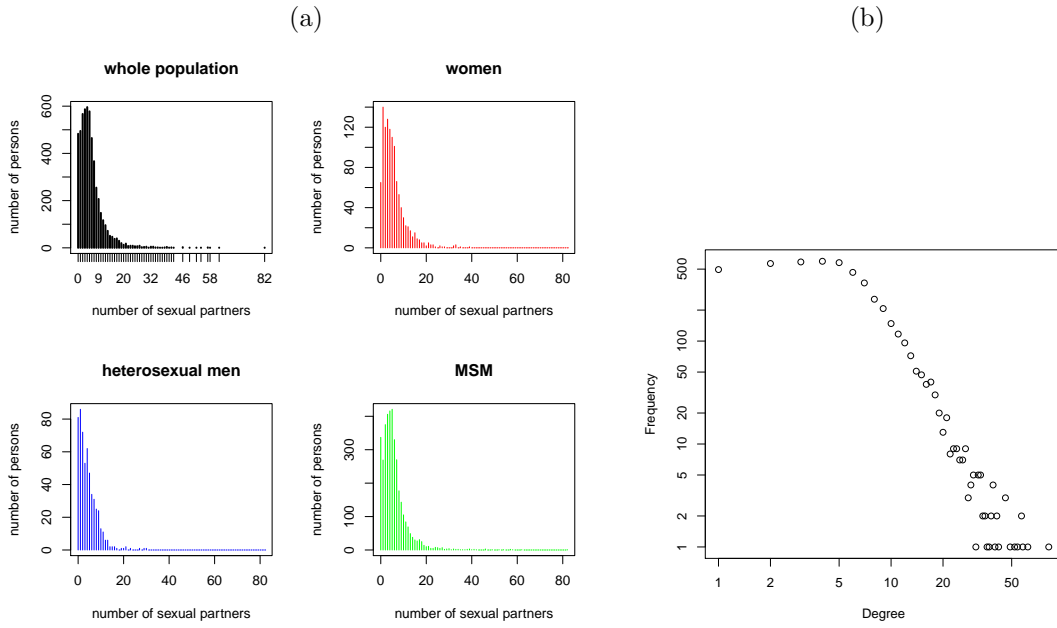 (a)
(b)
whole population
number of persons
0 200 400 600
0 9 20 32 46 58 82
number of sexual partners
women
number of persons
0 40 80 120
0 20 40 60 80
number of sexual partners
heterosexual men
number of persons
0 20 40 60 80
0 20 40 60 80
number of sexual partners
MSM
number of persons
0 100 300
0 20 40 60 80
number of sexual partners
Frequency
1 2 5 10 20 50 100 500
1 2 5 10 20 50
Degree